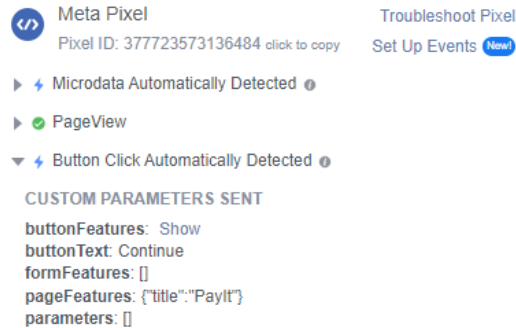 Meta Pixel
Troubleshoot Pixel
Pixel ID: 377723573136484 click to copy
Set Up Events New!
Microdata Automatically Detected
PageView
Button Click Automatically Detected
CUSTOM PARAMETERS SENT
buttonFeatures: Show
buttonText: Continue
formFeatures: []
pageFeatures: {"title":"PayIt"}
parameters: []